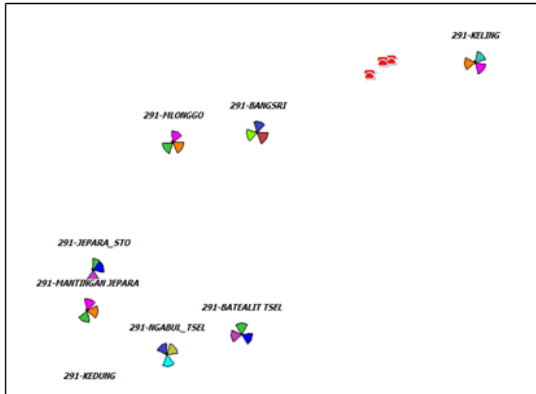 291-KELING
291-BANGSRI
291-MLONGGO
291-JEPARA_STO
291-MANTINGAN JEPARA
291-BATEALIT TSEL
291-NGABUL_TSEL
291-KEDUNG